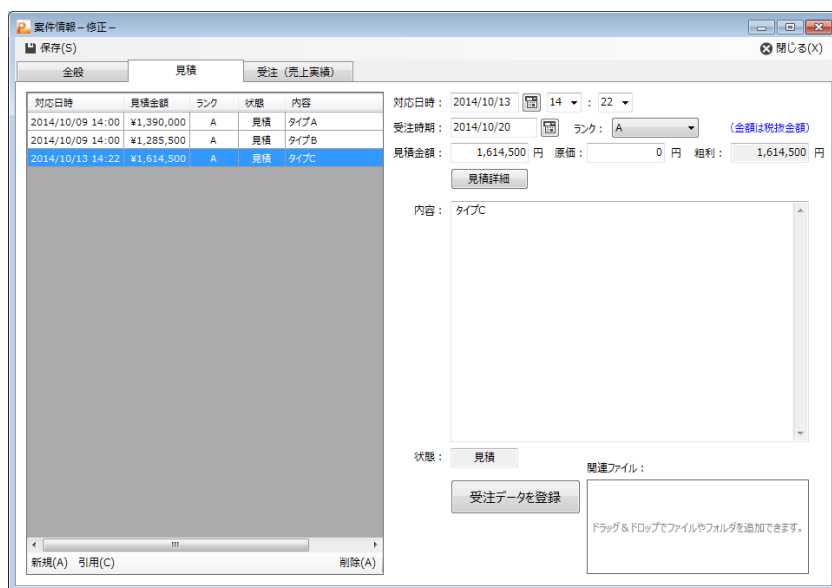 案件情報－修正－
保存(S) 閉じる(X)
全般 見積 受注（売上実績）
対応日時 見積金額 ランク 状態 内容
2014/10/09 14:00 ¥1,390,000 A 見積 タイプA
2014/10/09 14:00 ¥1,285,500 A 見積 タイプB
2014/10/13 14:22 ¥1,614,500 A 見積 タイプC
新規(A) 引用(C) 削除(A)
対応日時： 2014/10/13 14 : 22
受注時期： 2014/10/20 ランク： A (金額は税抜金額)
見積金額： 1,614,500 円 原価： 0 円 粗利： 1,614,500 円
見積詳細
内容： タイプC
状態： 見積
関連ファイル：
受注データを登録
ドラッグ＆ドロップでファイルやフォルダを追加できます。